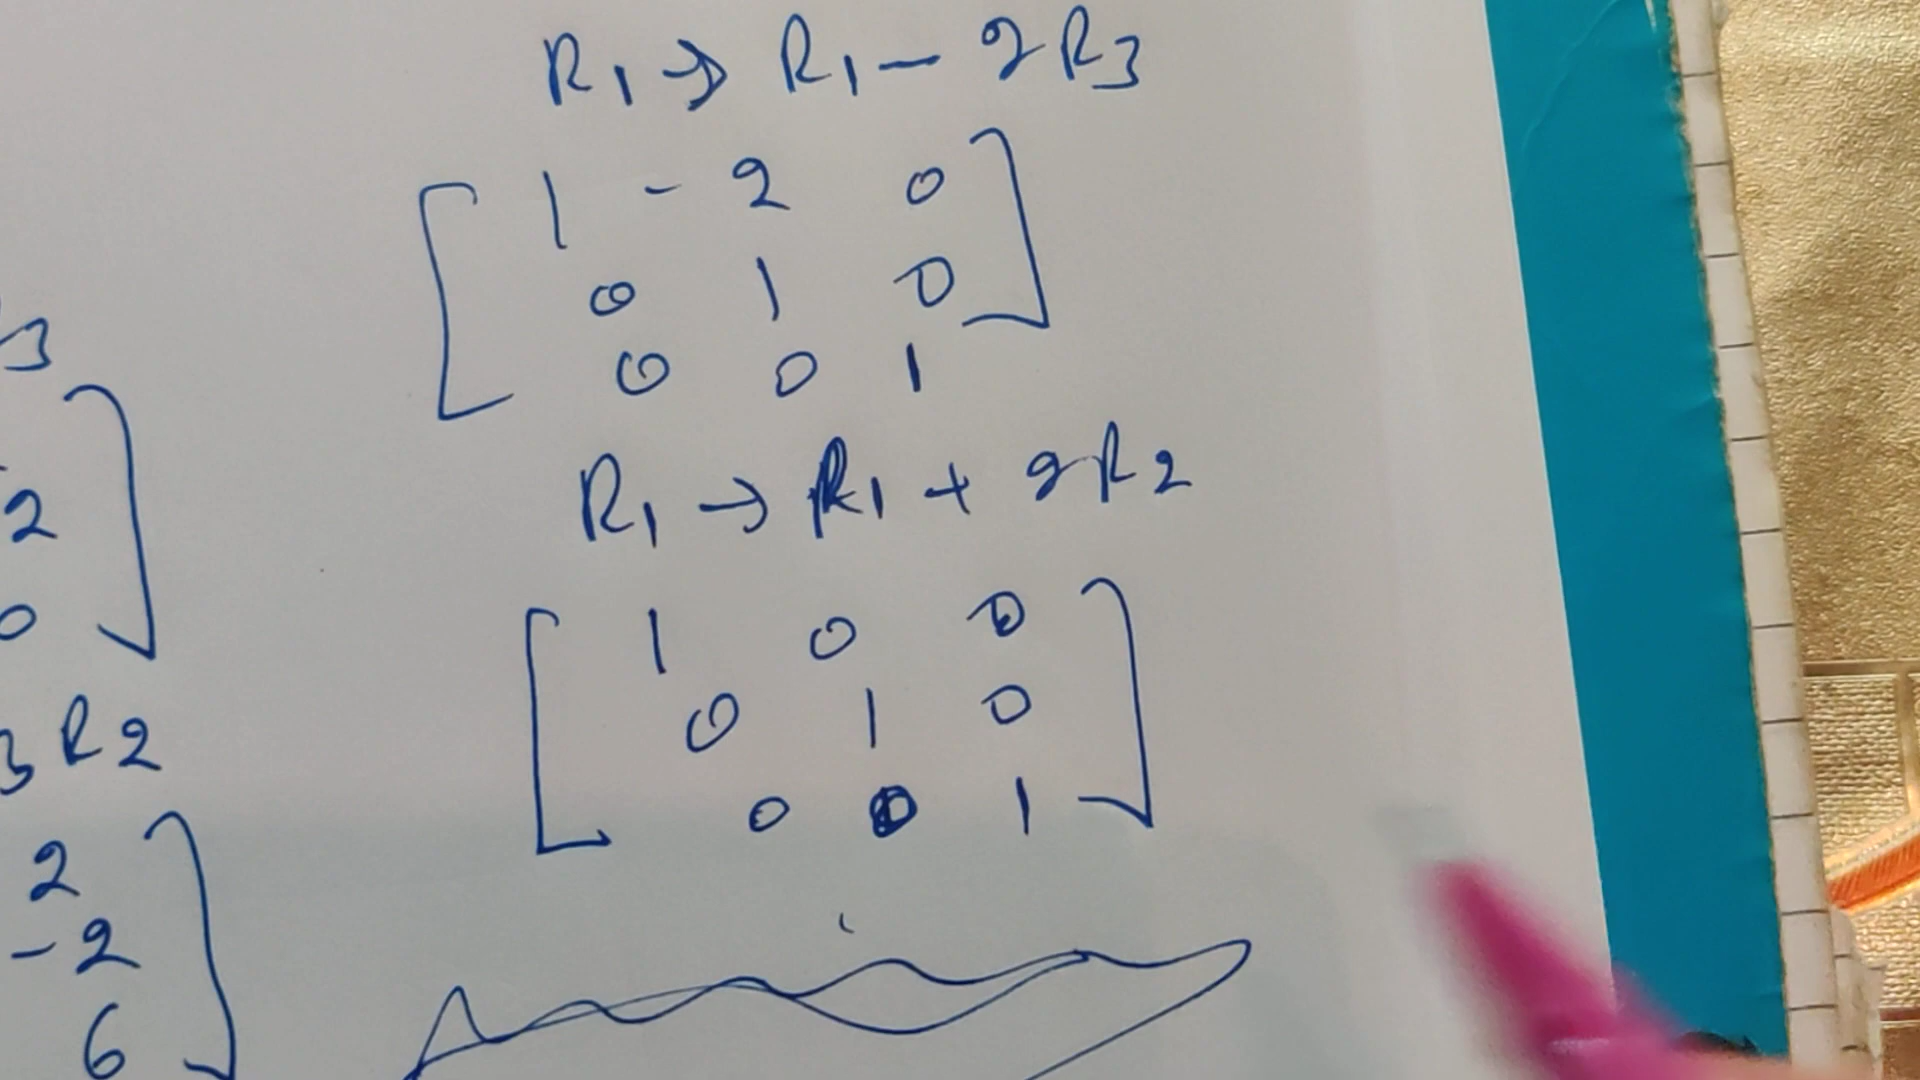 3
2
0
3R2
2
-2
6
R1 → R1 - 2R3
1 -2 0
0 1 0
0 0 1
R1 → R1 + 2R2
1 0 0
0 1 0
0 0 1